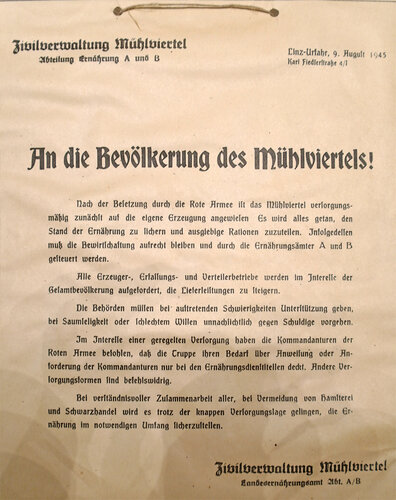 Zivilverwaltung Mühlviertel
Abteilung Ernährung A und B
Linz-Urfahr, 9. August 1945
Karl Fiedlerstraße 4/I
An die Bevölkerung des Mühlviertels!
Nach der Besetzung durch die Rote Armee ist das Mühlviertel versorgungs-
mäßig zunächst auf die eigene Erzeugung angewiesen Es wird alles getan, den
Stand der Ernährung zu sichern und ausgiebige Rationen zuzuteilen. Infolgedessen
muß die Bewirtschaftung aufrecht bleiben und durch die Ernährungsämter A und B
gesteuert werden.
Alle Erzeuger-, Erfassungs- und Verteilerbetriebe werden im Interesse der
Gesamtbevölkerung aufgefordert, die Lieferleistungen zu steigern.
Die Behörden müssen bei auftretenden Schwierigkeiten Unterstützung geben,
bei Saumseligkeit oder schlechtem Willen unnachsichtlich gegen Schuldige vorgehen.
Im Interesse einer geregelten Versorgung haben die Kommandanturen der
Roten Armee befohlen, daß die Truppe ihren Bedarf über Anweisung oder An-
forderung der Kommandanturen nur bei den Ernährungsdienststellen deckt. Andere Ver-
sorgungsformen sind befehlswidrig.
Bei verständnisvoller Zusammenarbeit aller, bei Vermeidung von Hamsterei
und Schwarzhandel wird es trotz der knappen Versorgungslage gelingen, die Er-
nährung im notwendigen Umfang sicherzustellen.
Zivilverwaltung Mühlviertel
Landesernährungsamt Abt. A/B